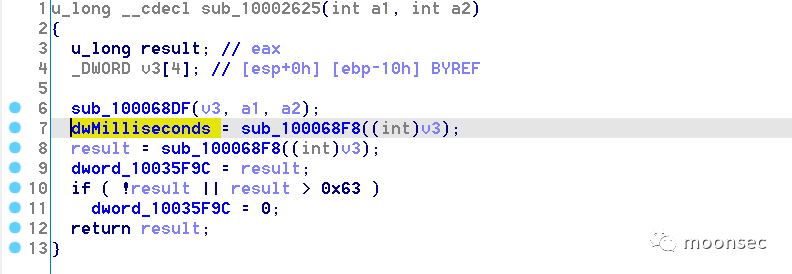 1 u_long __cdecl sub_10002625(int a1, int a2)
2 {
3 u_long result; // eax
4 _DWORD v3[4]; // [esp+0h] [ebp-10h] BYREF
5
6 sub_100068DF(v3, a1, a2);
7 dwMilliseconds = sub_100068F8((int)v3);
8 result = sub_100068F8((int)v3);
9 dword_10035F9C = result;
10 if ( !result || result > 0x63 )
11 dword_10035F9C = 0;
12 return result;
13 }
moonsec